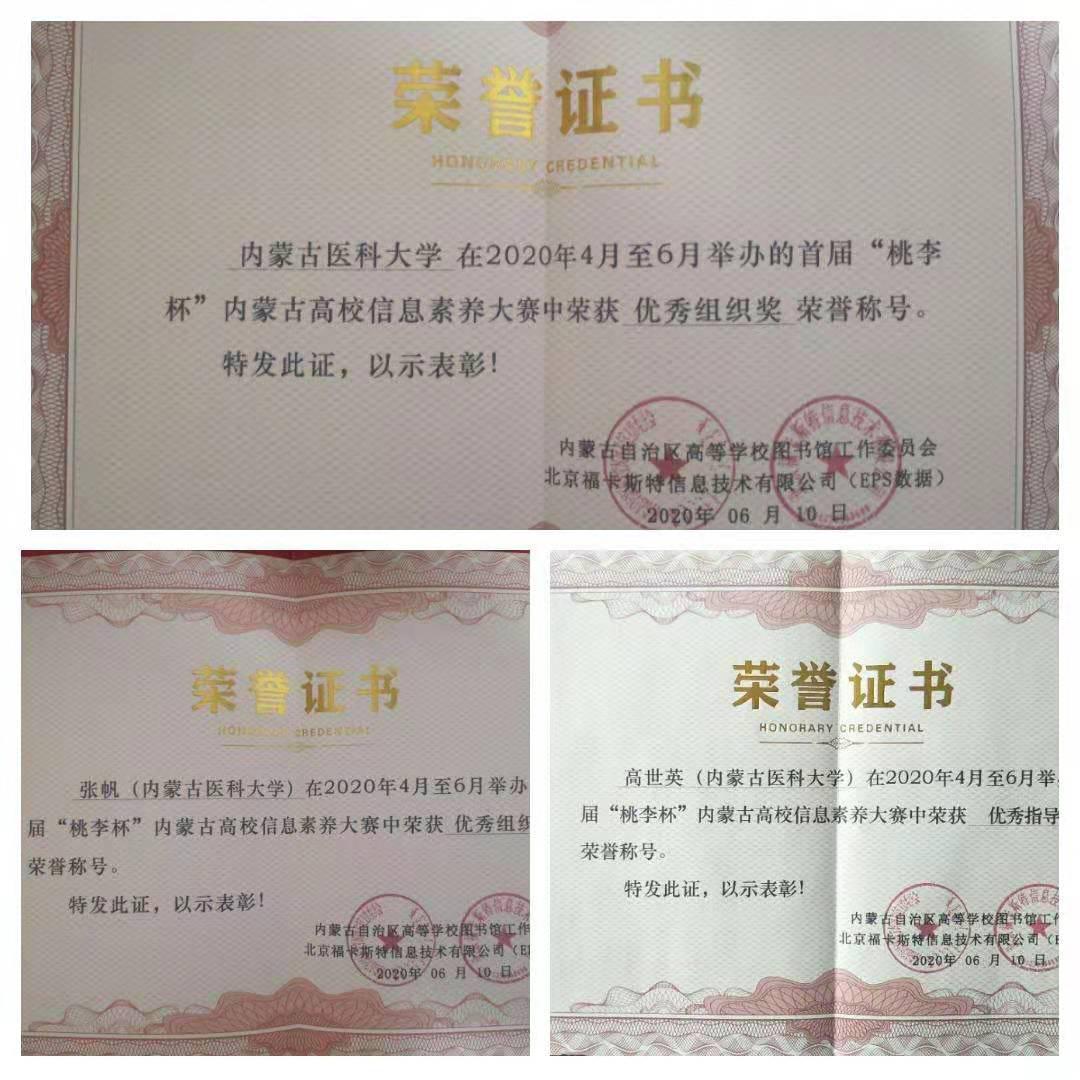 荣誉证书
HONORARY CREDENTIAL
内蒙古医科大学 在2020年4月至6月举办的首届“桃李
杯”内蒙古高校信息素养大赛中荣获 优秀组织奖 荣誉称号。
特发此证，以示表彰！
内蒙古自治区高等学校图书馆工作委员会
北京福卡斯特信息技术有限公司（EPS数据）
2020年 06 月 10 日
荣誉证书
HONORARY CREDENTIAL
张帆（内蒙古医科大学）在2020年4月至6月举办
届“桃李杯”内蒙古高校信息素养大赛中荣获 优秀组织
荣誉称号。
特发此证，以示表彰！
内蒙古自治区高等学校图书馆工作
北京福卡斯特信息技术有限公司（E
2020年 06 月 10 日
荣誉证书
HONORARY CREDENTIAL
高世英（内蒙古医科大学）在2020年4月至6月举
届“桃李杯”内蒙古高校信息素养大赛中荣获 优秀指导
荣誉称号。
特发此证，以示表彰！
内蒙古自治区高等学校图书馆工作
北京福卡斯特信息技术有限公司（E
2020年 06 月 10 日